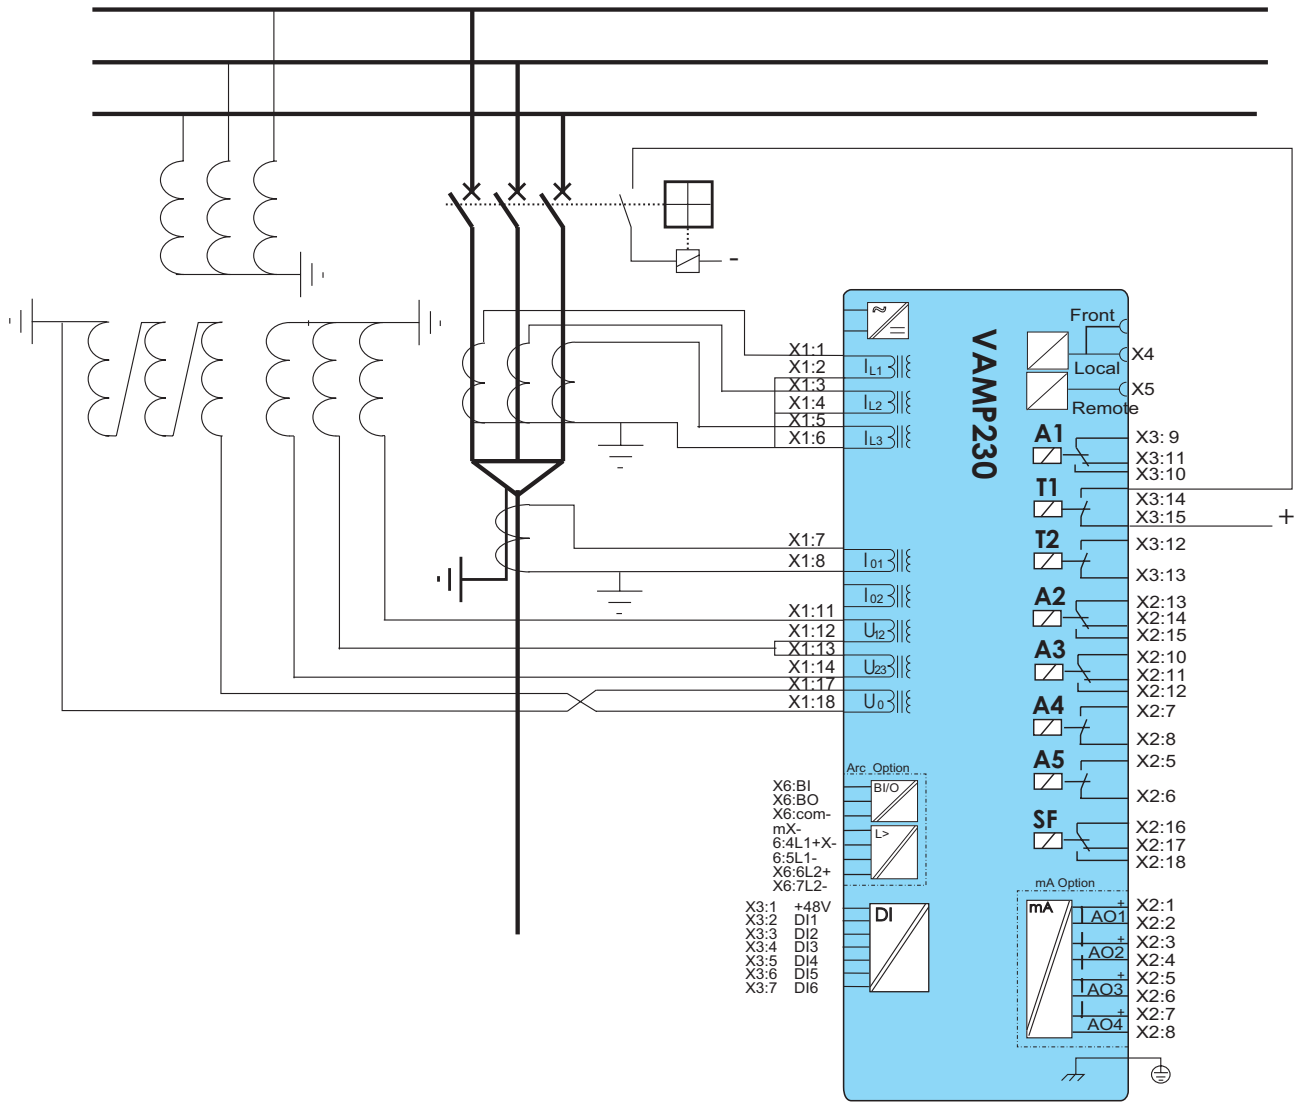 -
X1:1
X1:2
X1:3
X1:4
X1:5
X1:6
X1:7
X1:8
X1:11
X1:12
X1:13
X1:14
X1:17
X1:18
~
IL1
IL2
IL3
I01
I02
U12
U23
U0
VAMP230
Front
X4
Local
X5
Remote
A1
X3: 9
X3:11
X3:10
T1
X3:14
X3:15
+
T2
X3:12
X3:13
A2
X2:13
X2:14
X2:15
A3
X2:10
X2:11
X2:12
A4
X2:7
X2:8
A5
X2:5
X2:6
SF
X2:16
X2:17
X2:18
Arc Option
X6:BI
X6:BO
X6:com-
mX-
6:4L1+X-
6:5L1-
X6:6L2+
X6:7L2-
BI/O
L>
X3:1 +48V
X3:2 DI1
X3:3 DI2
X3:4 DI3
X3:5 DI4
X3:6 DI5
X3:7 DI6
DI
mA Option
mA
+ X2:1
AO1 X2:2
+ X2:3
AO2 X2:4
+ X2:5
AO3 X2:6
+ X2:7
AO4 X2:8